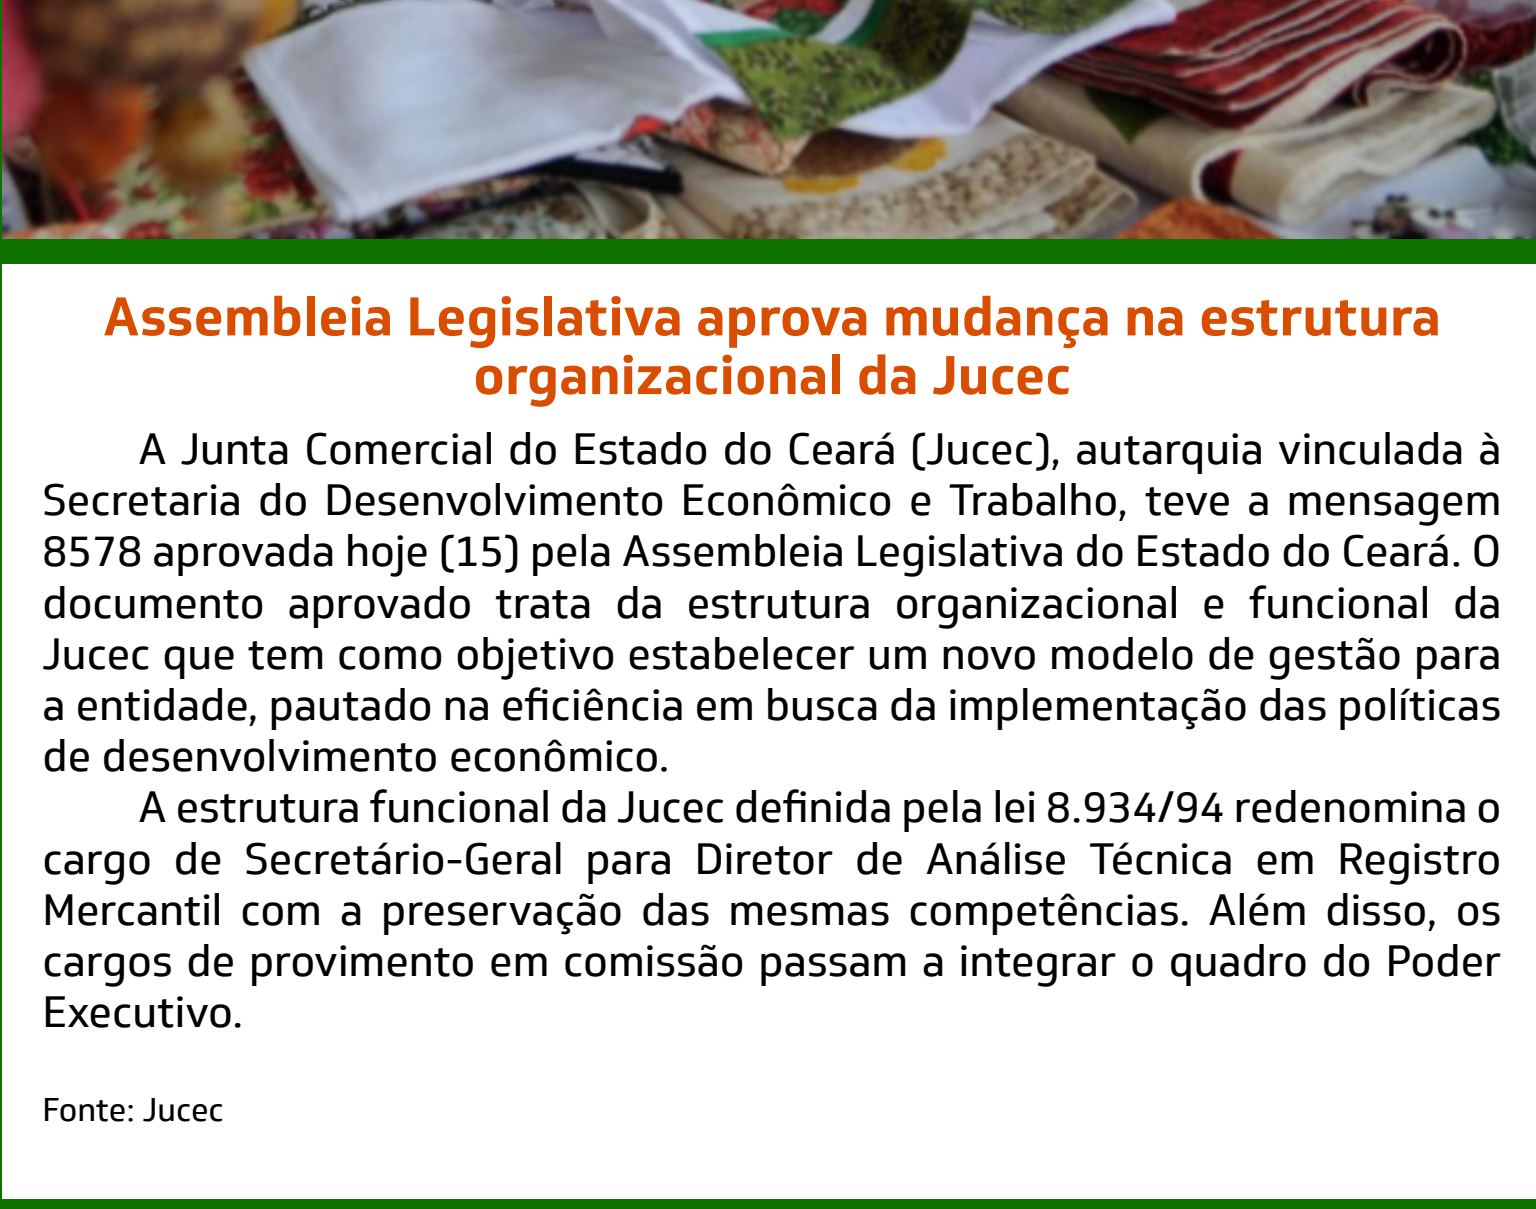 Assembleia Legislativa aprova mudança na estrutura
organizacional da Jucec
A Junta Comercial do Estado do Ceará (Jucec), autarquia vinculada à
Secretaria do Desenvolvimento Econômico e Trabalho, teve a mensagem
8578 aprovada hoje (15) pela Assembleia Legislativa do Estado do Ceará. O
documento aprovado trata da estrutura organizacional e funcional da
Jucec que tem como objetivo estabelecer um novo modelo de gestão para
a entidade, pautado na eficiência em busca da implementação das políticas
de desenvolvimento econômico.
A estrutura funcional da Jucec definida pela lei 8.934/94 redenomina o
cargo de Secretário-Geral para Diretor de Análise Técnica em Registro
Mercantil com a preservação das mesmas competências. Além disso, os
cargos de provimento em comissão passam a integrar o quadro do Poder
Executivo.
Fonte: Jucec